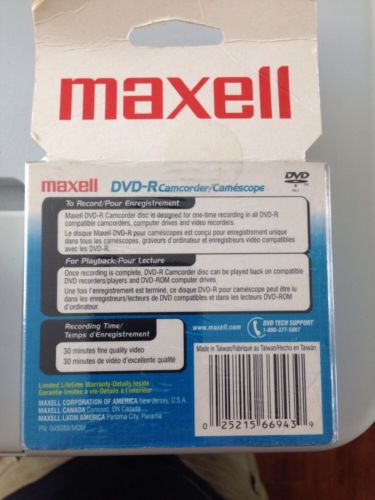 maxell
maxell DVD-R Camcorder/Caméscope
DVD
R
To Record/Pour Enregistrement
Maxell DVD-R Camcorder disc is designed for one-time recording in all DVD-R
compatible camcorders, computer drives and video recorders.
Le disque Maxell DVD-R pour caméscopes est conçu pour enregistrement unique
dans tous les caméscopes, graveurs d'ordinateur et enregistreurs vidéo compatibles
avec les DVD-R.
For Playback/Pour Lecture
Once recording is complete, DVD-R Camcorder disc can be played back on compatible
DVD recorders/players and DVD-ROM computer drives.
Une fois l'enregistrement est terminé, ce disque DVD-R pour caméscope peut être lu
dans les enregistreurs/lecteurs de DVD compatibles et dans les lecteurs DVD-ROM
d'ordinateur.
Recording Time/
Temps d'Enregistrement
30 minutes fine quality video
30 minutes de vidéo d'excellente qualité
www.maxell.com
DVD TECH SUPPORT
1-800-377-5887
Made in Taiwan/Fabriqué au Taiwan/Hecho en Taiwán
Limited Lifetime Warranty-Details Inside
Garantie limitée à vie-Détails à l'intérieur
MAXELL CORPORATION OF AMERICA New Jersey, U.S.A.
MAXELL CANADA Concord, ON Canada
MAXELL LATIN AMERICA Panama City, Panama
P/N: 045088/MOM
0 25215 66943 9